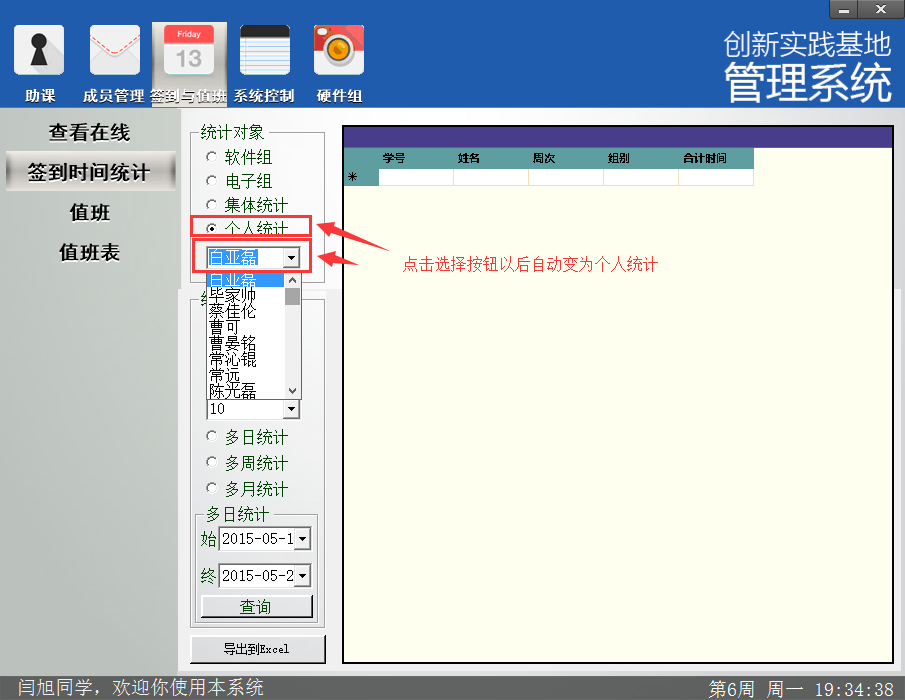 创新实践基地
管理系统
Friday
13
助课
成员管理
签到与值班
系统控制
硬件组
查看在线
签到时间统计
值班
值班表
统计对象
软件组
电子组
集体统计
个人统计
白亚磊
白亚磊
毕家帅
蔡佳伦
曹可
曹晏铭
常沁锟
常远
陈光磊
10
多日统计
多周统计
多月统计
多日统计
始 2015-05-1
终 2015-05-2
查询
导出到Excel
学号 姓名 周次 组别 合计时间
点击选择按钮以后自动变为个人统计
闫旭同学，欢迎你使用本系统
第6周 周一 19:34:38